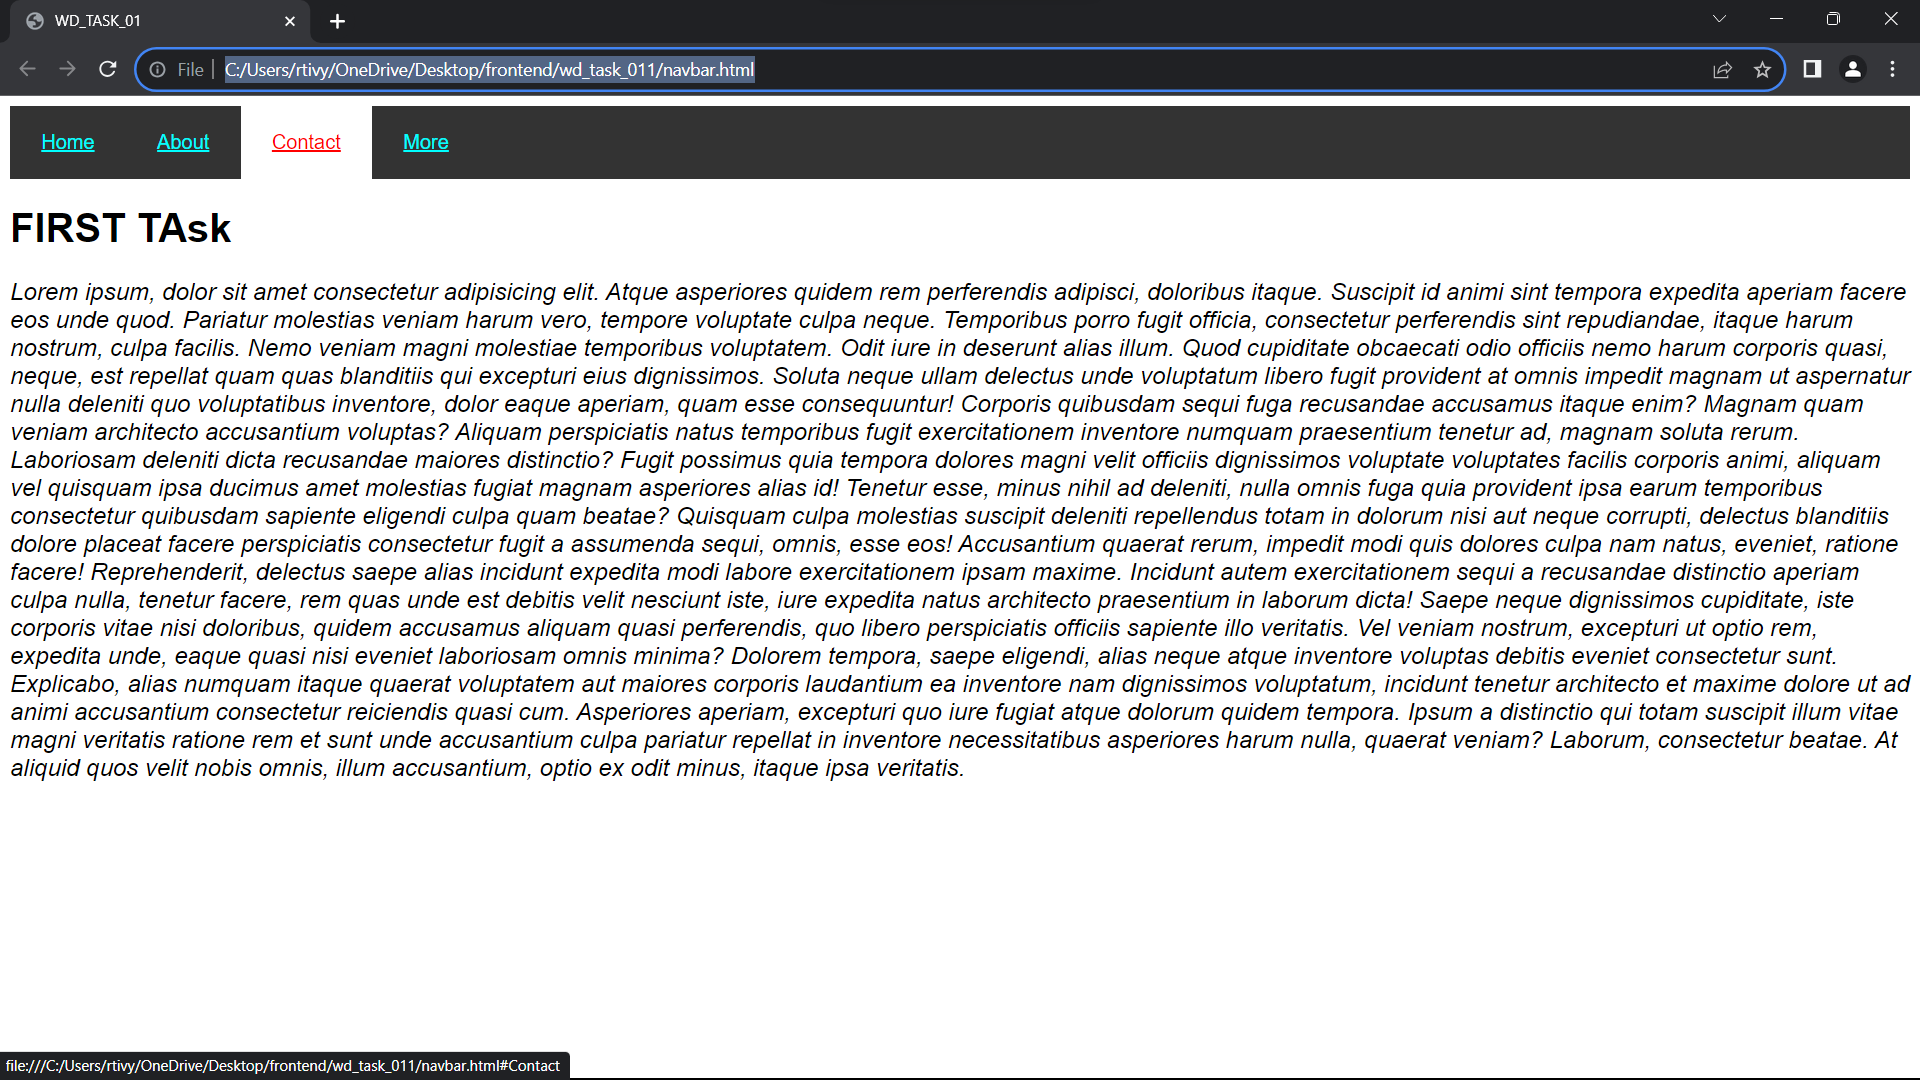 WD_TASK_01
File | C:/Users/rtivy/OneDrive/Desktop/frontend/wd_task_011/navbar.html
Home About Contact More
FIRST TAsk
Lorem ipsum, dolor sit amet consectetur adipisicing elit. Atque asperiores quidem rem perferendis adipisci, doloribus itaque. Suscipit id animi sint tempora expedita aperiam facere
eos unde quod. Pariatur molestias veniam harum vero, tempore voluptate culpa neque. Temporibus porro fugit officia, consectetur perferendis sint repudiandae, itaque harum
nostrum, culpa facilis. Nemo veniam magni molestiae temporibus voluptatem. Odit iure in deserunt alias illum. Quod cupiditate obcaecati odio officiis nemo harum corporis quasi,
neque, est repellat quam quas blanditiis qui excepturi eius dignissimos. Soluta neque ullam delectus unde voluptatum libero fugit provident at omnis impedit magnam ut aspernatur
nulla deleniti quo voluptatibus inventore, dolor eaque aperiam, quam esse consequuntur! Corporis quibusdam sequi fuga recusandae accusamus itaque enim? Magnam quam
veniam architecto accusantium voluptas? Aliquam perspiciatis natus temporibus fugit exercitationem inventore numquam praesentium tenetur ad, magnam soluta rerum.
Laboriosam deleniti dicta recusandae maiores distinctio? Fugit possimus quia tempora dolores magni velit officiis dignissimos voluptate voluptates facilis corporis animi, aliquam
vel quisquam ipsa ducimus amet molestias fugiat magnam asperiores alias id! Tenetur esse, minus nihil ad deleniti, nulla omnis fuga quia provident ipsa earum temporibus
consectetur quibusdam sapiente eligendi culpa quam beatae? Quisquam culpa molestias suscipit deleniti repellendus totam in dolorum nisi aut neque corrupti, delectus blanditiis
dolore placeat facere perspiciatis consectetur fugit a assumenda sequi, omnis, esse eos! Accusantium quaerat rerum, impedit modi quis dolores culpa nam natus, eveniet, ratione
facere! Reprehenderit, delectus saepe alias incidunt expedita modi labore exercitationem ipsam maxime. Incidunt autem exercitationem sequi a recusandae distinctio aperiam
culpa nulla, tenetur facere, rem quas unde est debitis velit nesciunt iste, iure expedita natus architecto praesentium in laborum dicta! Saepe neque dignissimos cupiditate, iste
corporis vitae nisi doloribus, quidem accusamus aliquam quasi perferendis, quo libero perspiciatis officiis sapiente illo veritatis. Vel veniam nostrum, excepturi ut optio rem,
expedita unde, eaque quasi nisi eveniet laboriosam omnis minima? Dolorem tempora, saepe eligendi, alias neque atque inventore voluptas debitis eveniet consectetur sunt.
Explicabo, alias numquam itaque quaerat voluptatem aut maiores corporis laudantium ea inventore nam dignissimos voluptatum, incidunt tenetur architecto et maxime dolore ut ad
animi accusantium consectetur reiciendis quasi cum. Asperiores aperiam, excepturi quo iure fugiat atque dolorum quidem tempora. Ipsum a distinctio qui totam suscipit illum vitae
magni veritatis ratione rem et sunt unde accusantium culpa pariatur repellat in inventore necessitatibus asperiores harum nulla, quaerat veniam? Laborum, consectetur beatae. At
aliquid quos velit nobis omnis, illum accusantium, optio ex odit minus, itaque ipsa veritatis.
file:///C:/Users/rtivy/OneDrive/Desktop/frontend/wd_task_011/navbar.html#Contact